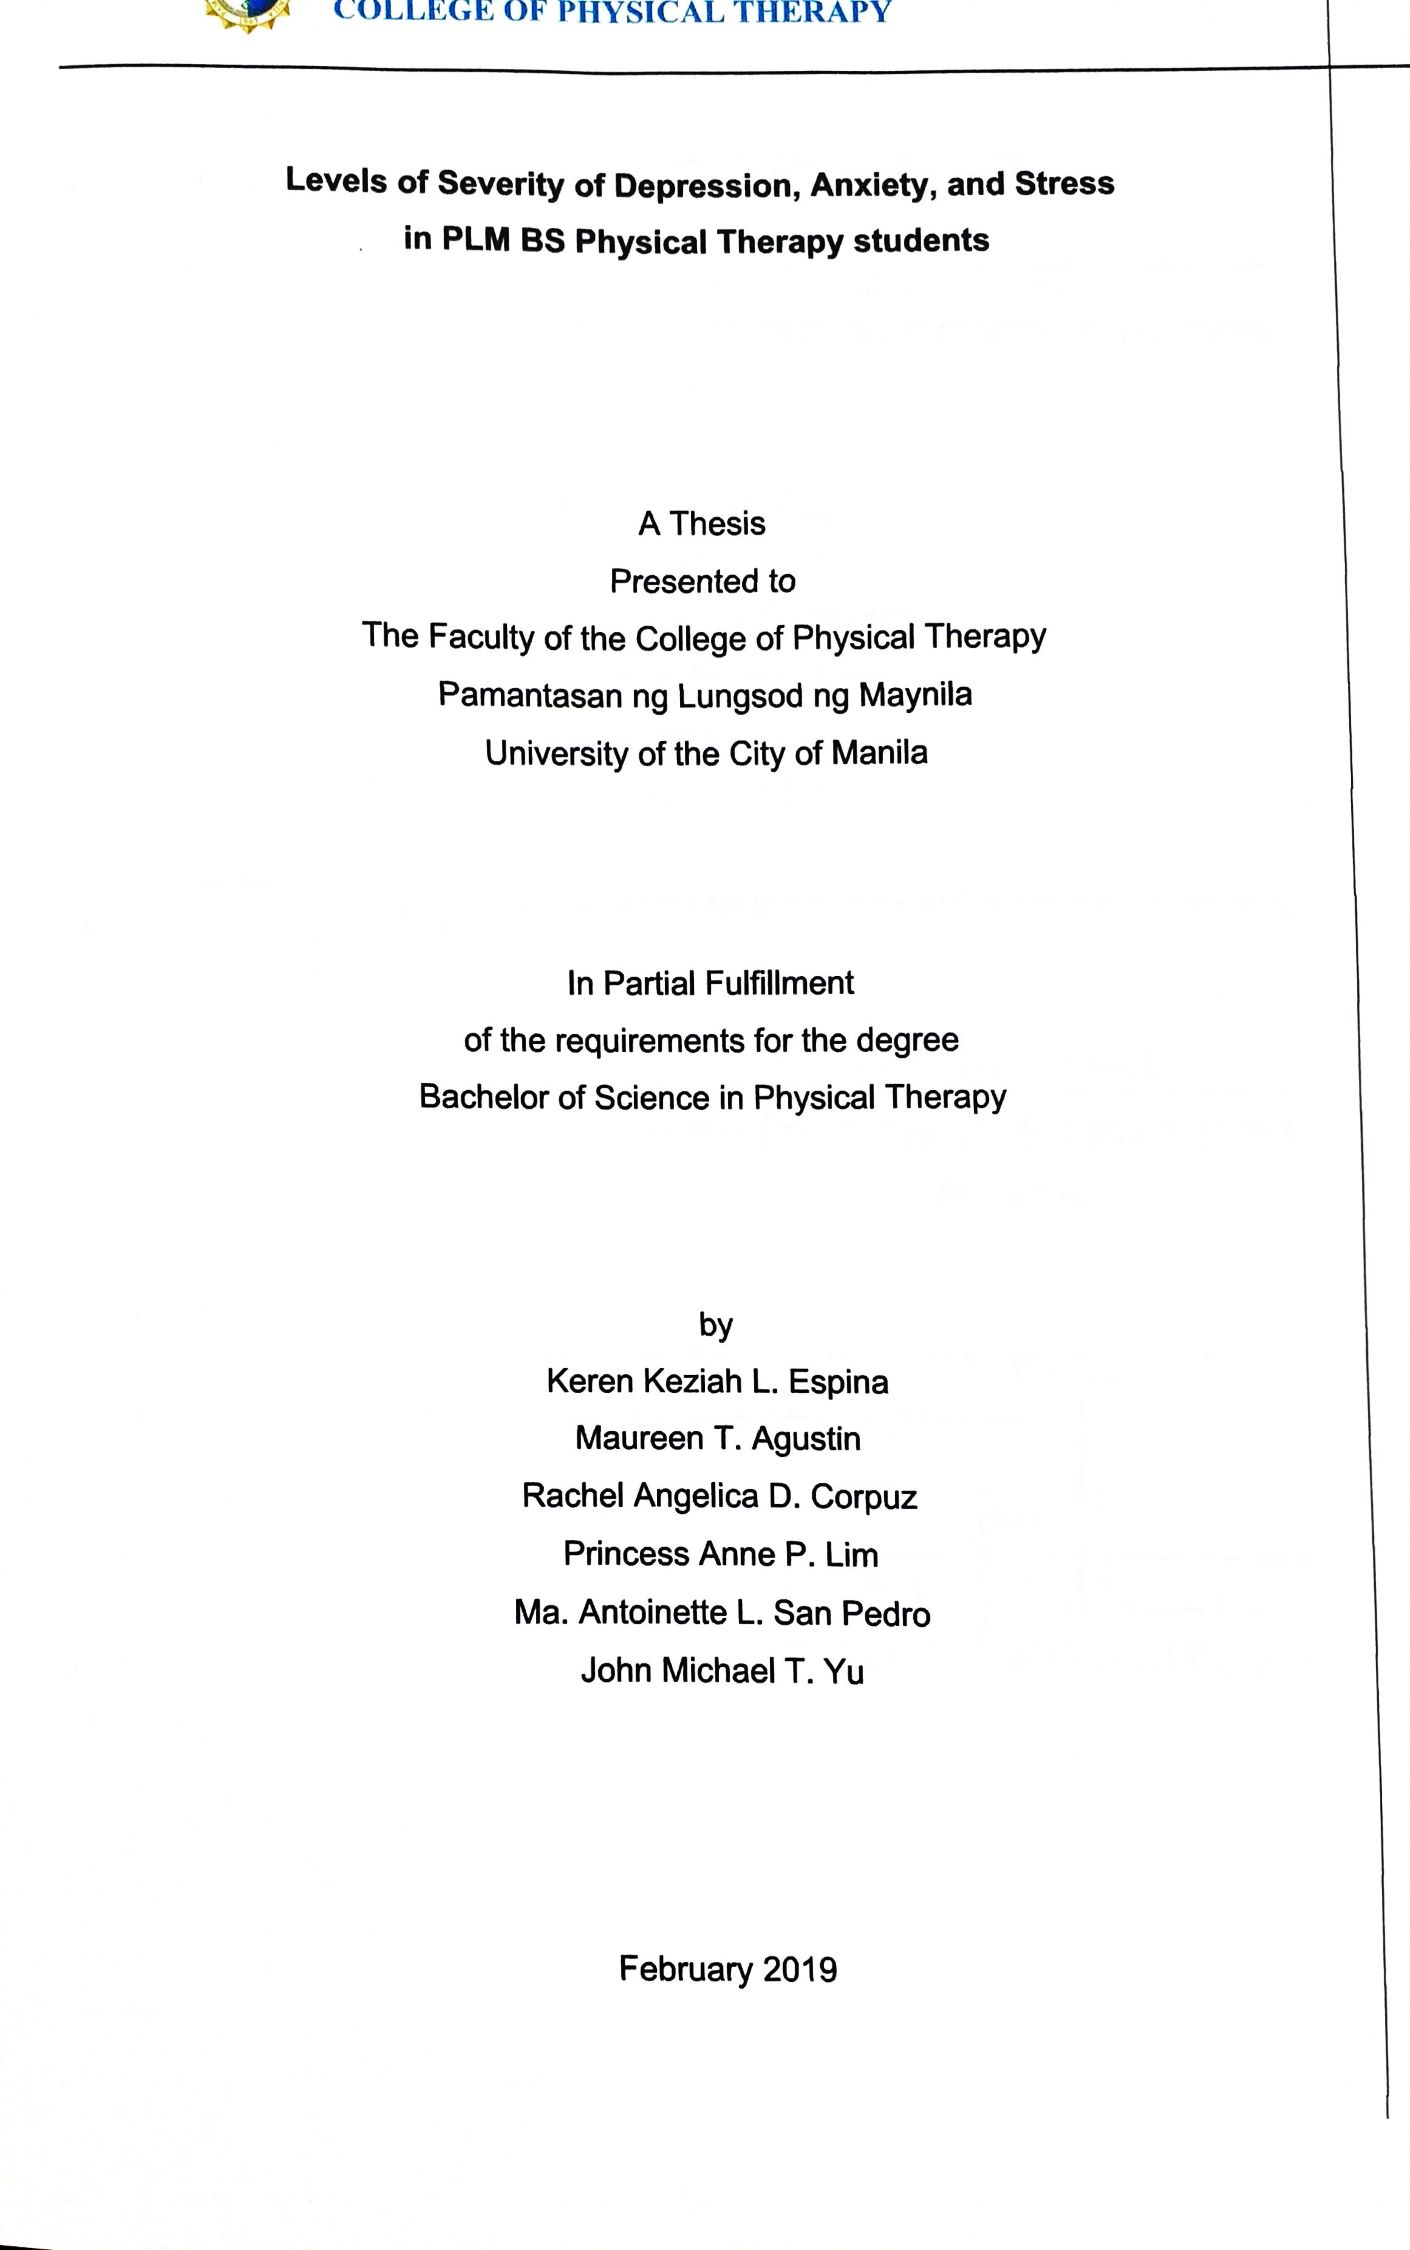 COLLEGE OF PHYSICAL THERAPY
Levels of Severity of Depression, Anxiety, and Stress
in PLM BS Physical Therapy students
A Thesis
Presented to
The Faculty of the College of Physical Therapy
Pamantasan ng Lungsod ng Maynila
University of the City of Manila
In Partial Fulfillment
of the requirements for the degree
Bachelor of Science in Physical Therapy
by
Keren Keziah L. Espina
Maureen T. Agustin
Rachel Angelica D. Corpuz
Princess Anne P. Lim
Ma. Antoinette L. San Pedro
John Michael T. Yu
February 2019